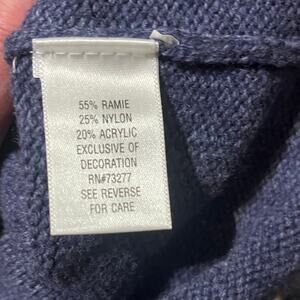 55% RAMIE
25% NYLON
20% ACRYLIC
EXCLUSIVE OF
DECORATION
RN#73277
SEE REVERSE
FOR CARE